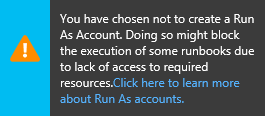 You have chosen not to create a Run
As Account. Doing so might block
the execution of some runbooks due
to lack of access to required
resources.Click here to learn more
about Run As accounts.